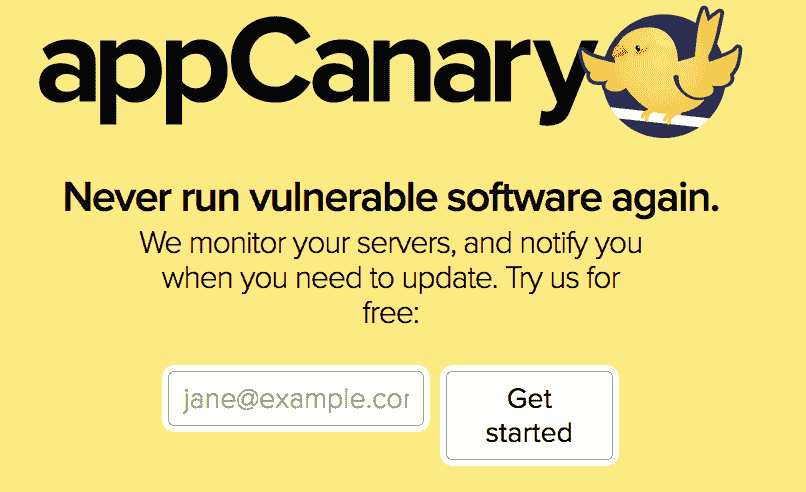 appCanary
Never run vulnerable software again.
We monitor your servers, and notify you
when you need to update. Try us for
free:
jane@example.cor
Get
started